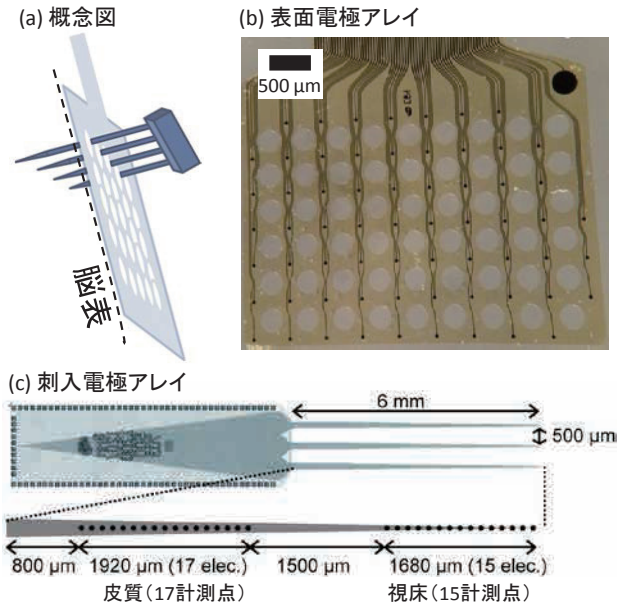 (a) 概念図
脳表
(b) 表面電極アレイ
500 μm
(c) 刺入電極アレイ
6 mm
500 μm
800 μm
1920 μm (17 elec.)
1500 μm
1680 μm (15 elec.)
皮質(17計測点)
視床(15計測点)